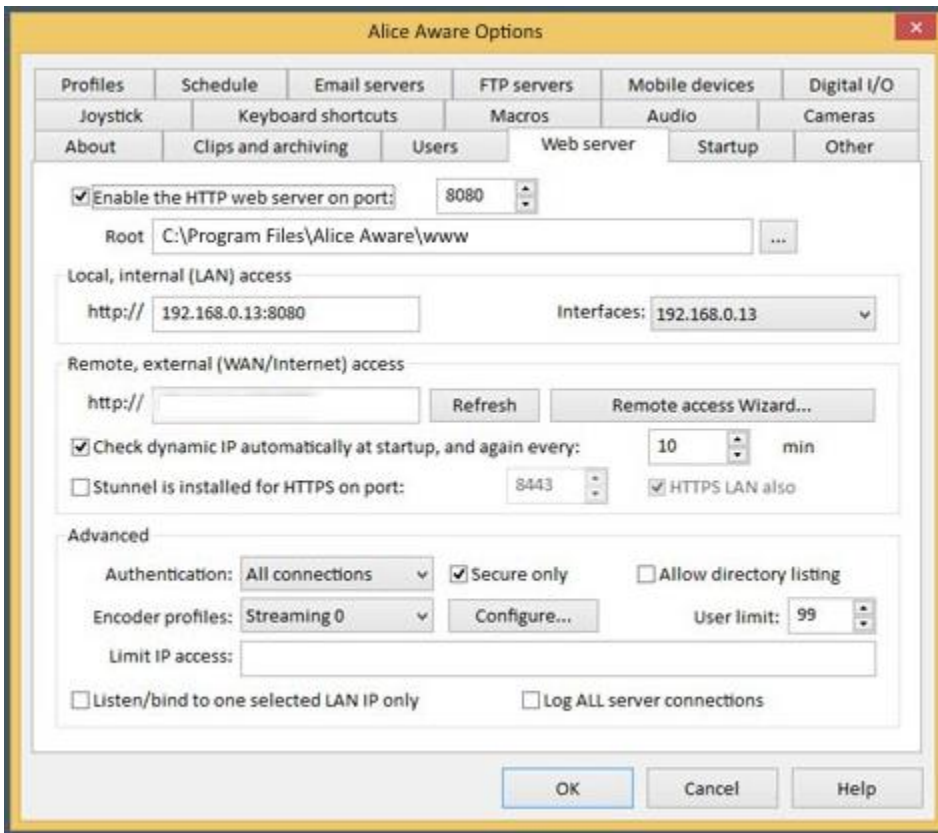 Alice Aware Options
Profiles Schedule Email servers FTP servers Mobile devices Digital I/O
Joystick Keyboard shortcuts Macros Audio Cameras
About Clips and archiving Users Web server Startup Other
Enable the HTTP web server on port: 8080
Root C:\Program Files\Alice Aware\www ...
Local, internal (LAN) access
http:// 192.168.0.13:8080 Interfaces: 192.168.0.13
Remote, external (WAN/Internet) access
http:// Refresh Remote access Wizard...
Check dynamic IP automatically at startup, and again every: 10 min
Stunnel is installed for HTTPS on port: 8443 HTTPS LAN also
Advanced
Authentication: All connections Secure only Allow directory listing
Encoder profiles: Streaming 0 Configure... User limit: 99
Limit IP access:
Listen/bind to one selected LAN IP only Log ALL server connections
OK Cancel Help